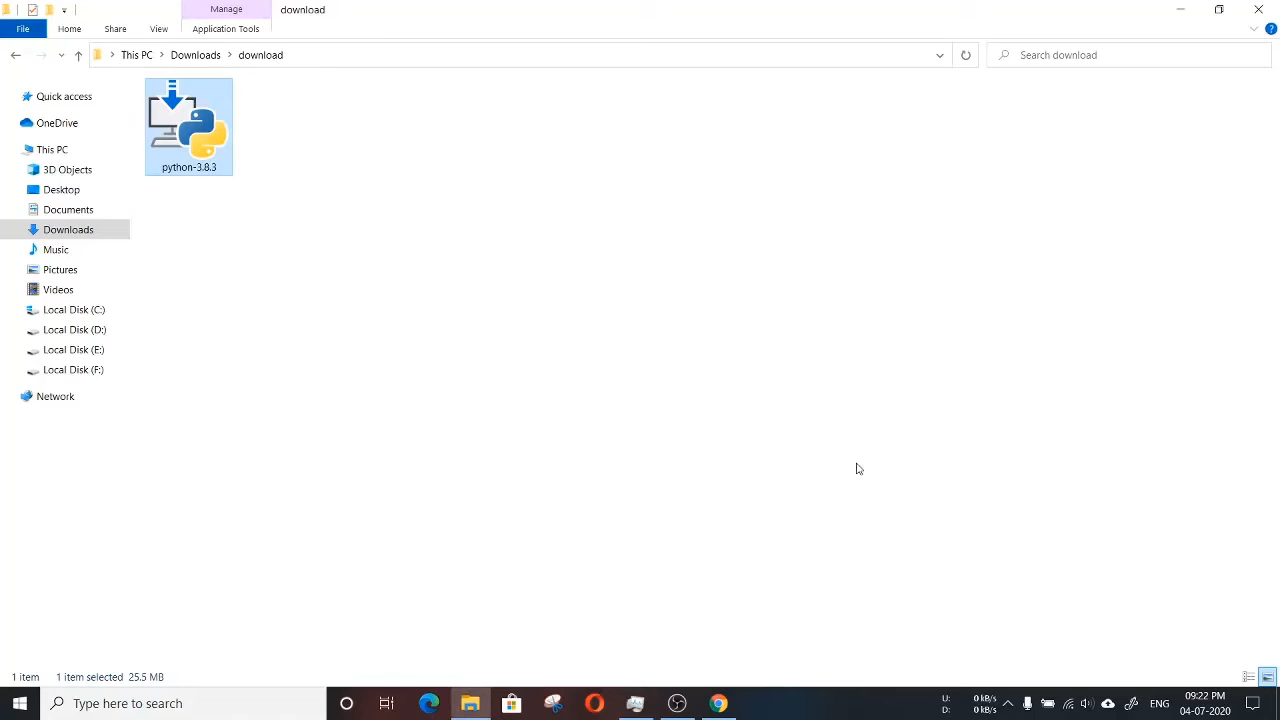 download
Manage
File
Home
Share
View
Application Tools
This PC
Downloads
download
Search download
Quick access
OneDrive
This PC
3D Objects
Desktop
Documents
Downloads
Music
Pictures
Videos
Local Disk (C:)
Local Disk (D:)
Local Disk (E:)
Local Disk (F:)
Network
python-3.8.3
1 item
1 item selected 25.5 MB
Type here to search
U: 0 kB/s
D: 0 kB/s
ENG
09:22 PM
04-07-2020